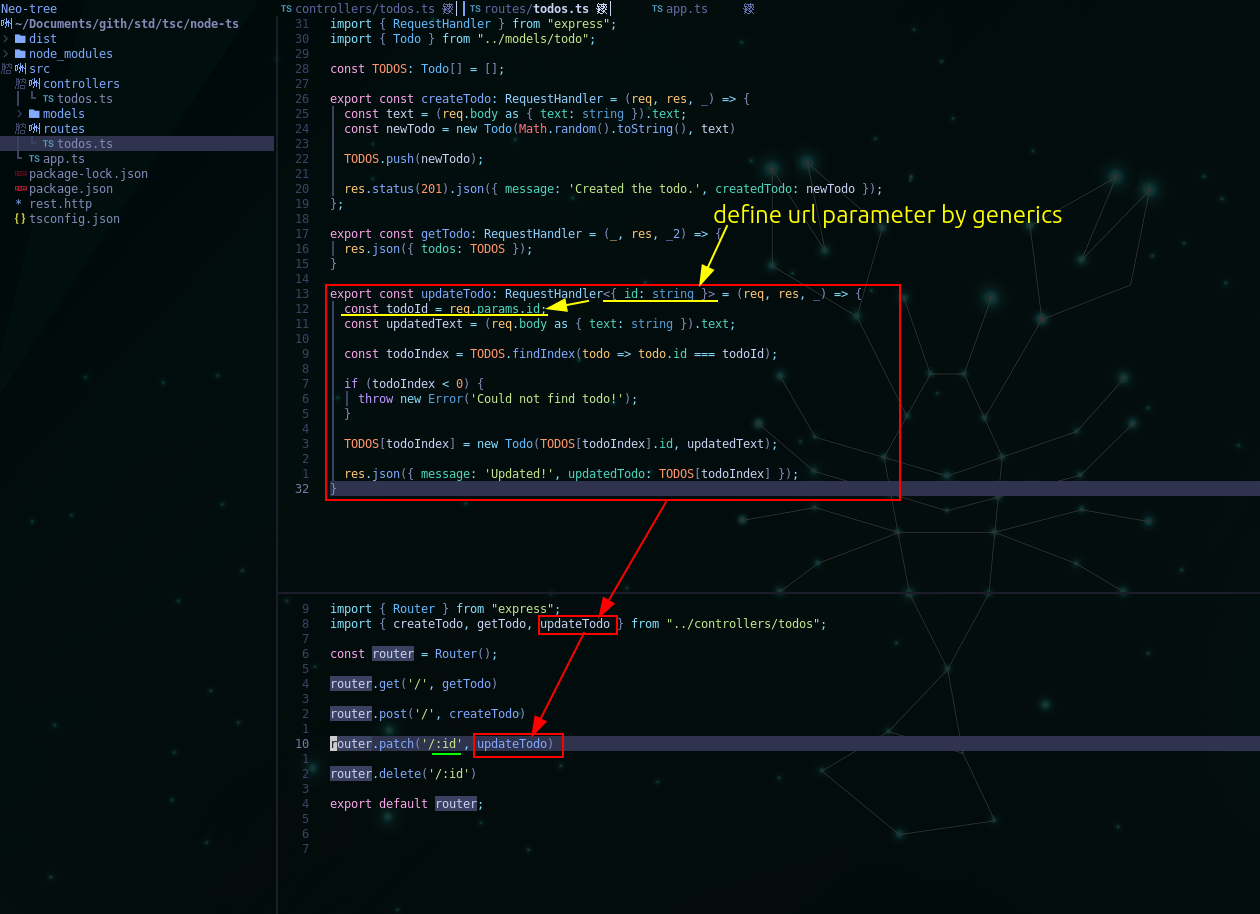 Neo-tree
~/Documents/gith/std/tsc/node-ts
dist
node_modules
src
controllers
TS todos.ts
models
routes
TS todos.ts
TS app.ts
package-lock.json
package.json
* rest.http
{} tsconfig.json
TS controllers/todos.ts
TS routes/todos.ts
TS app.ts
31 import { RequestHandler } from "express";
30 import { Todo } from "../models/todo";
29
28 const TODOS: Todo[] = [];
27
26 export const createTodo: RequestHandler = (req, res, _) => {
25 const text = (req.body as { text: string }).text;
24 const newTodo = new Todo(Math.random().toString(), text)
23
22 TODOS.push(newTodo);
21
20 res.status(201).json({ message: 'Created the todo.', createdTodo: newTodo });
19 };
18
define url parameter by generics
17 export const getTodo: RequestHandler = (_, res, _2) => {
16 res.json({ todos: TODOS });
15 }
14
13 export const updateTodo: RequestHandler<{ id: string }> = (req, res, _) => {
12 const todoId = req.params.id;
11 const updatedText = (req.body as { text: string }).text;
10
9 const todoIndex = TODOS.findIndex(todo => todo.id === todoId);
8
7 if (todoIndex < 0) {
6 throw new Error('Could not find todo!');
5 }
4
3 TODOS[todoIndex] = new Todo(TODOS[todoIndex].id, updatedText);
2
1 res.json({ message: 'Updated!', updatedTodo: TODOS[todoIndex] });
32 }
9 import { Router } from "express";
8 import { createTodo, getTodo, updateTodo } from "../controllers/todos";
7
6 const router = Router();
5
4 router.get('/', getTodo)
3
2 router.post('/', createTodo)
1
10 router.patch('/:id', updateTodo)
1
2 router.delete('/:id')
3
4 export default router;
5
6
7